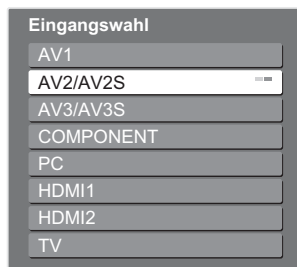 Eingangswahl
AV1
AV2/AV2S
AV3/AV3S
COMPONENT
PC
HDMI1
HDMI2
TV